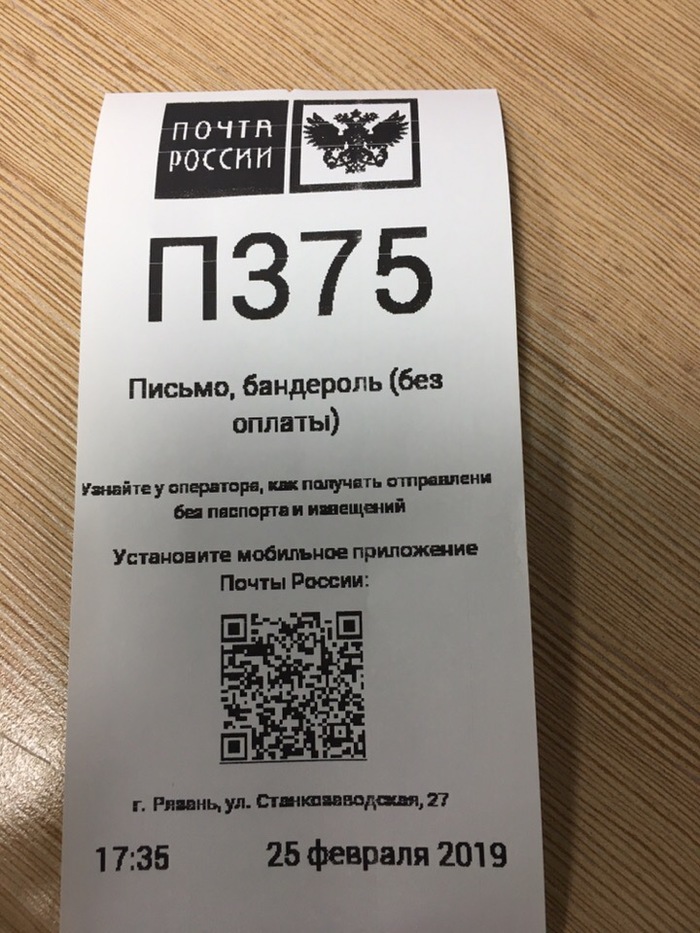 ПОЧТА
РОССИИ
П375
Письмо, бандероль (без
оплаты)
Узнайте у оператора, как получать отправлени
без паспорта и извещений
Установите мобильное приложение
Почты России:
г. Рязань, ул. Станкозаводская, 27
17:35 25 февраля 2019